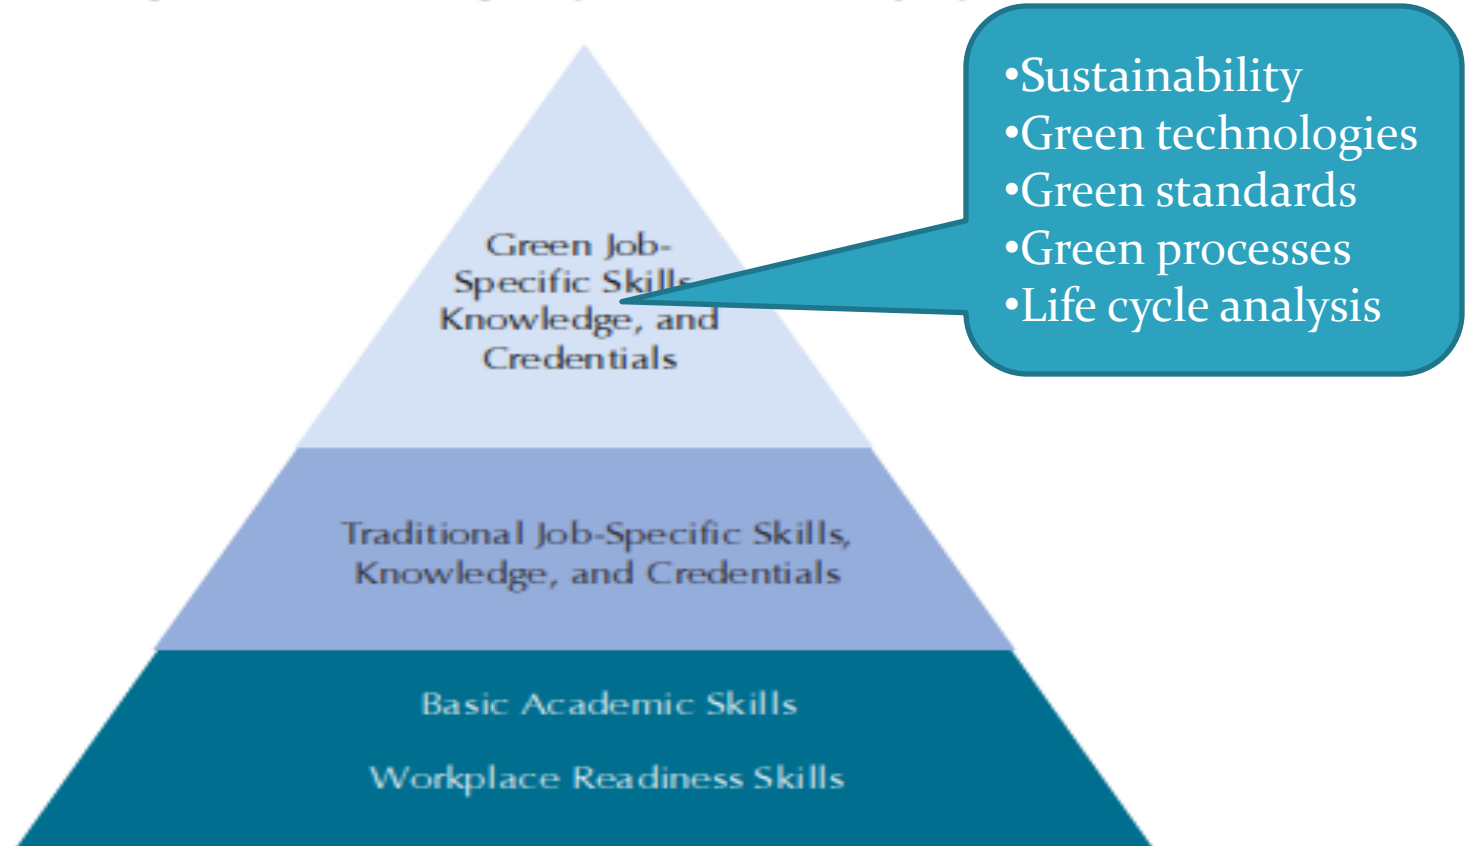 •Sustainability
•Green technologies
•Green standards
•Green processes
•Life cycle analysis
Green Job-
Specific Skills
Knowledge, and
Credentials
Traditional Job-Specific Skills,
Knowledge, and Credentials
Basic Academic Skills
Workplace Readiness Skills